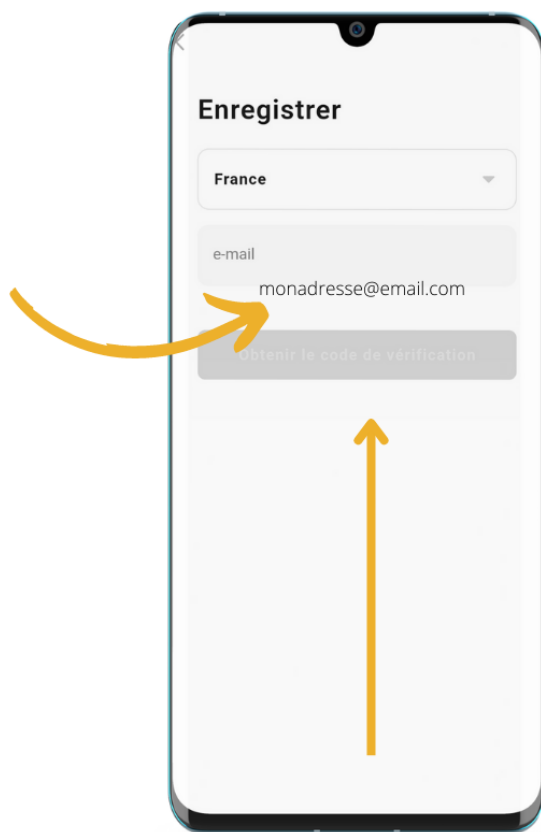 Enregistrer
France
e-mail
monadresse@email.com
Obtenir le code de vérification